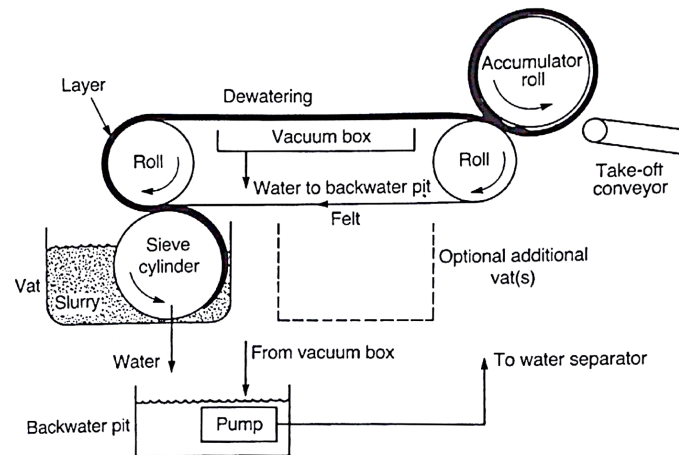 Accumulator
roll
Layer
Dewatering
Vacuum box
Roll
Roll
Take-off
conveyor
Water to backwater pit
Felt
Sieve
cylinder
Optional additional
vat(s)
Vat
Slurry
Water
From vacuum box
To water separator
Backwater pit
Pump